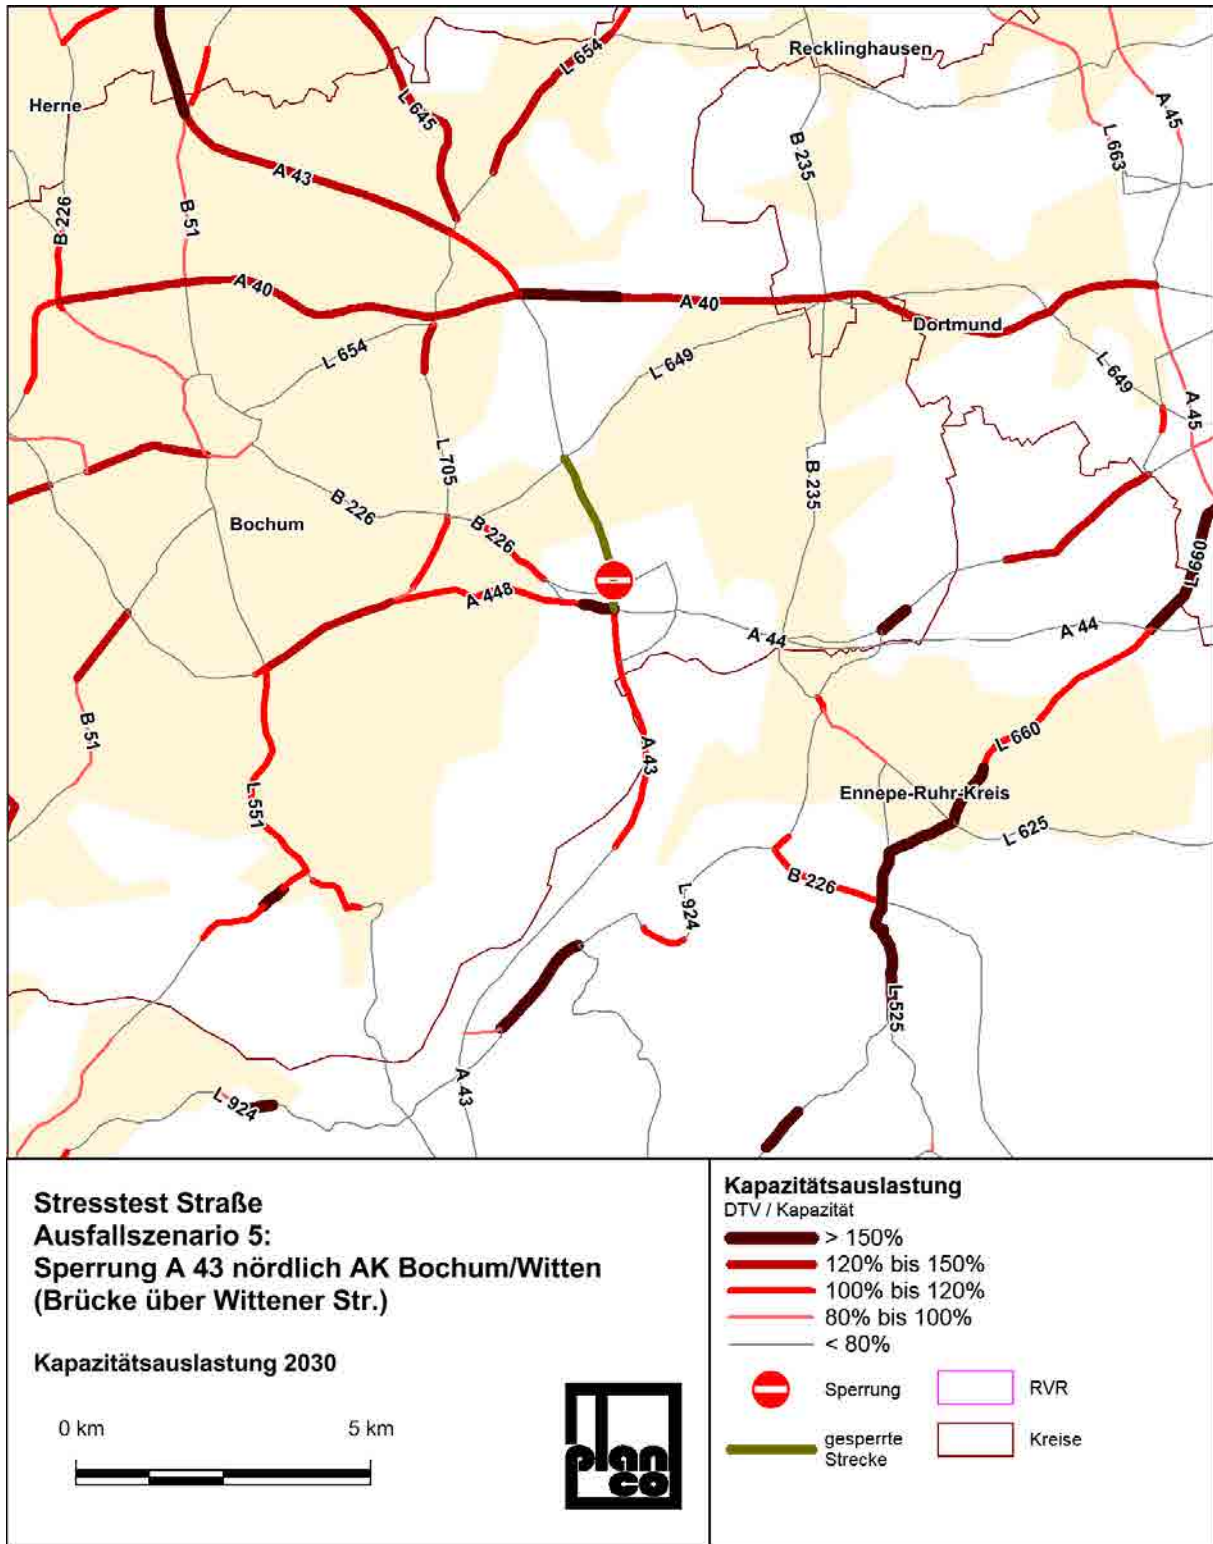 Recklinghausen
L 654
Herne
L 645
A 45
B 235
L 663
A 43
B 226
B 51
A 40
A 40
Dortmund
L 654
L 649
L 649
A 45
L 705
B 235
B 226
Bochum
B 226
L 660
A 448
A 44
A 44
B 51
A 43
L 660
Ennepe-Ruhr-Kreis
L 551
L 625
B 226
L 924
L 525
A 43
L 924
Stresstest Straße
Ausfallszenario 5:
Sperrung A 43 nördlich AK Bochum/Witten
(Brücke über Wittener Str.)
Kapazitätsauslastung 2030
0 km 5 km
plan
co
Kapazitätsauslastung
DTV / Kapazität
> 150%
120% bis 150%
100% bis 120%
80% bis 100%
< 80%
Sperrung RVR
gesperrte
Strecke
Kreise